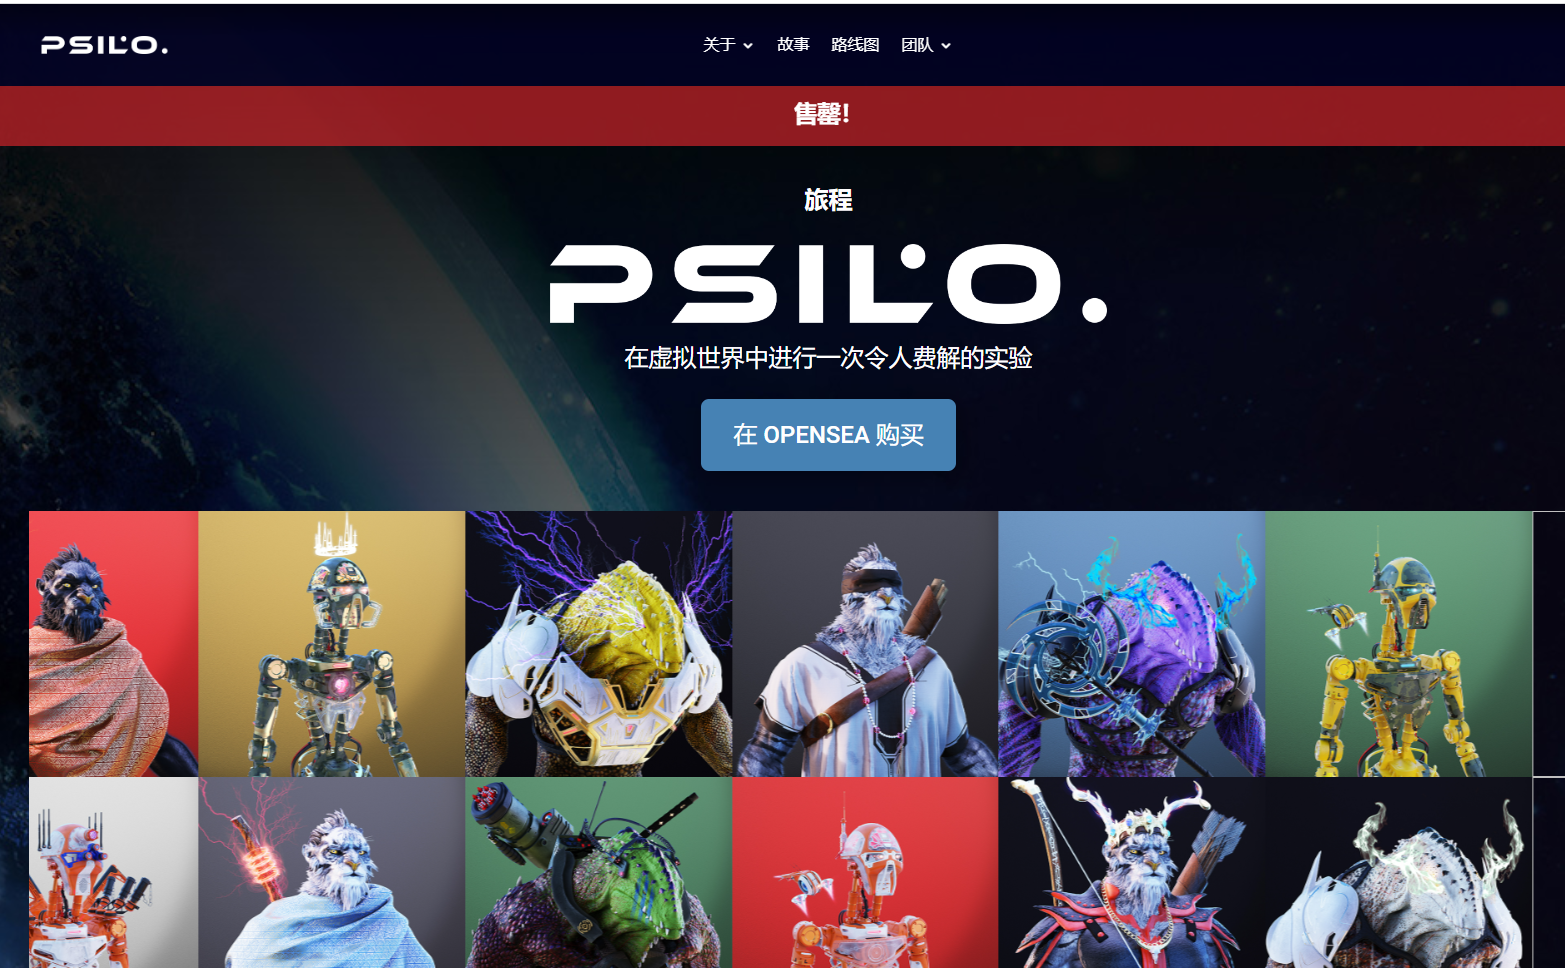 PSILO.
关于 故事 路线图 团队
售罄!
旅程
PSILO.
在虚拟世界中进行一次令人费解的实验
在 OPENSEA 购买